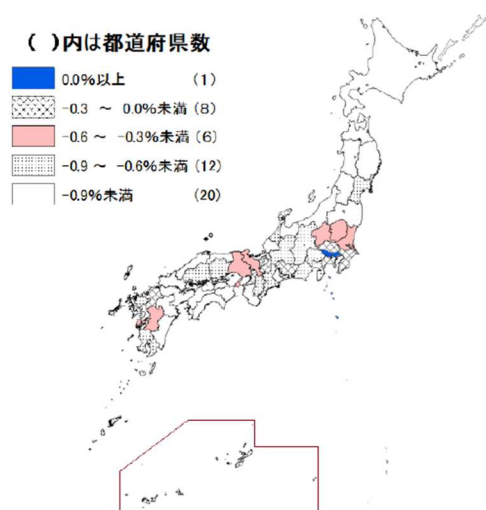 ( )内は都道府県数
0.0%以上 (1)
-0.3 ~ 0.0%未満 (8)
-0.6 ~ -0.3%未満 (6)
-0.9 ~ -0.6%未満 (12)
-0.9%未満 (20)